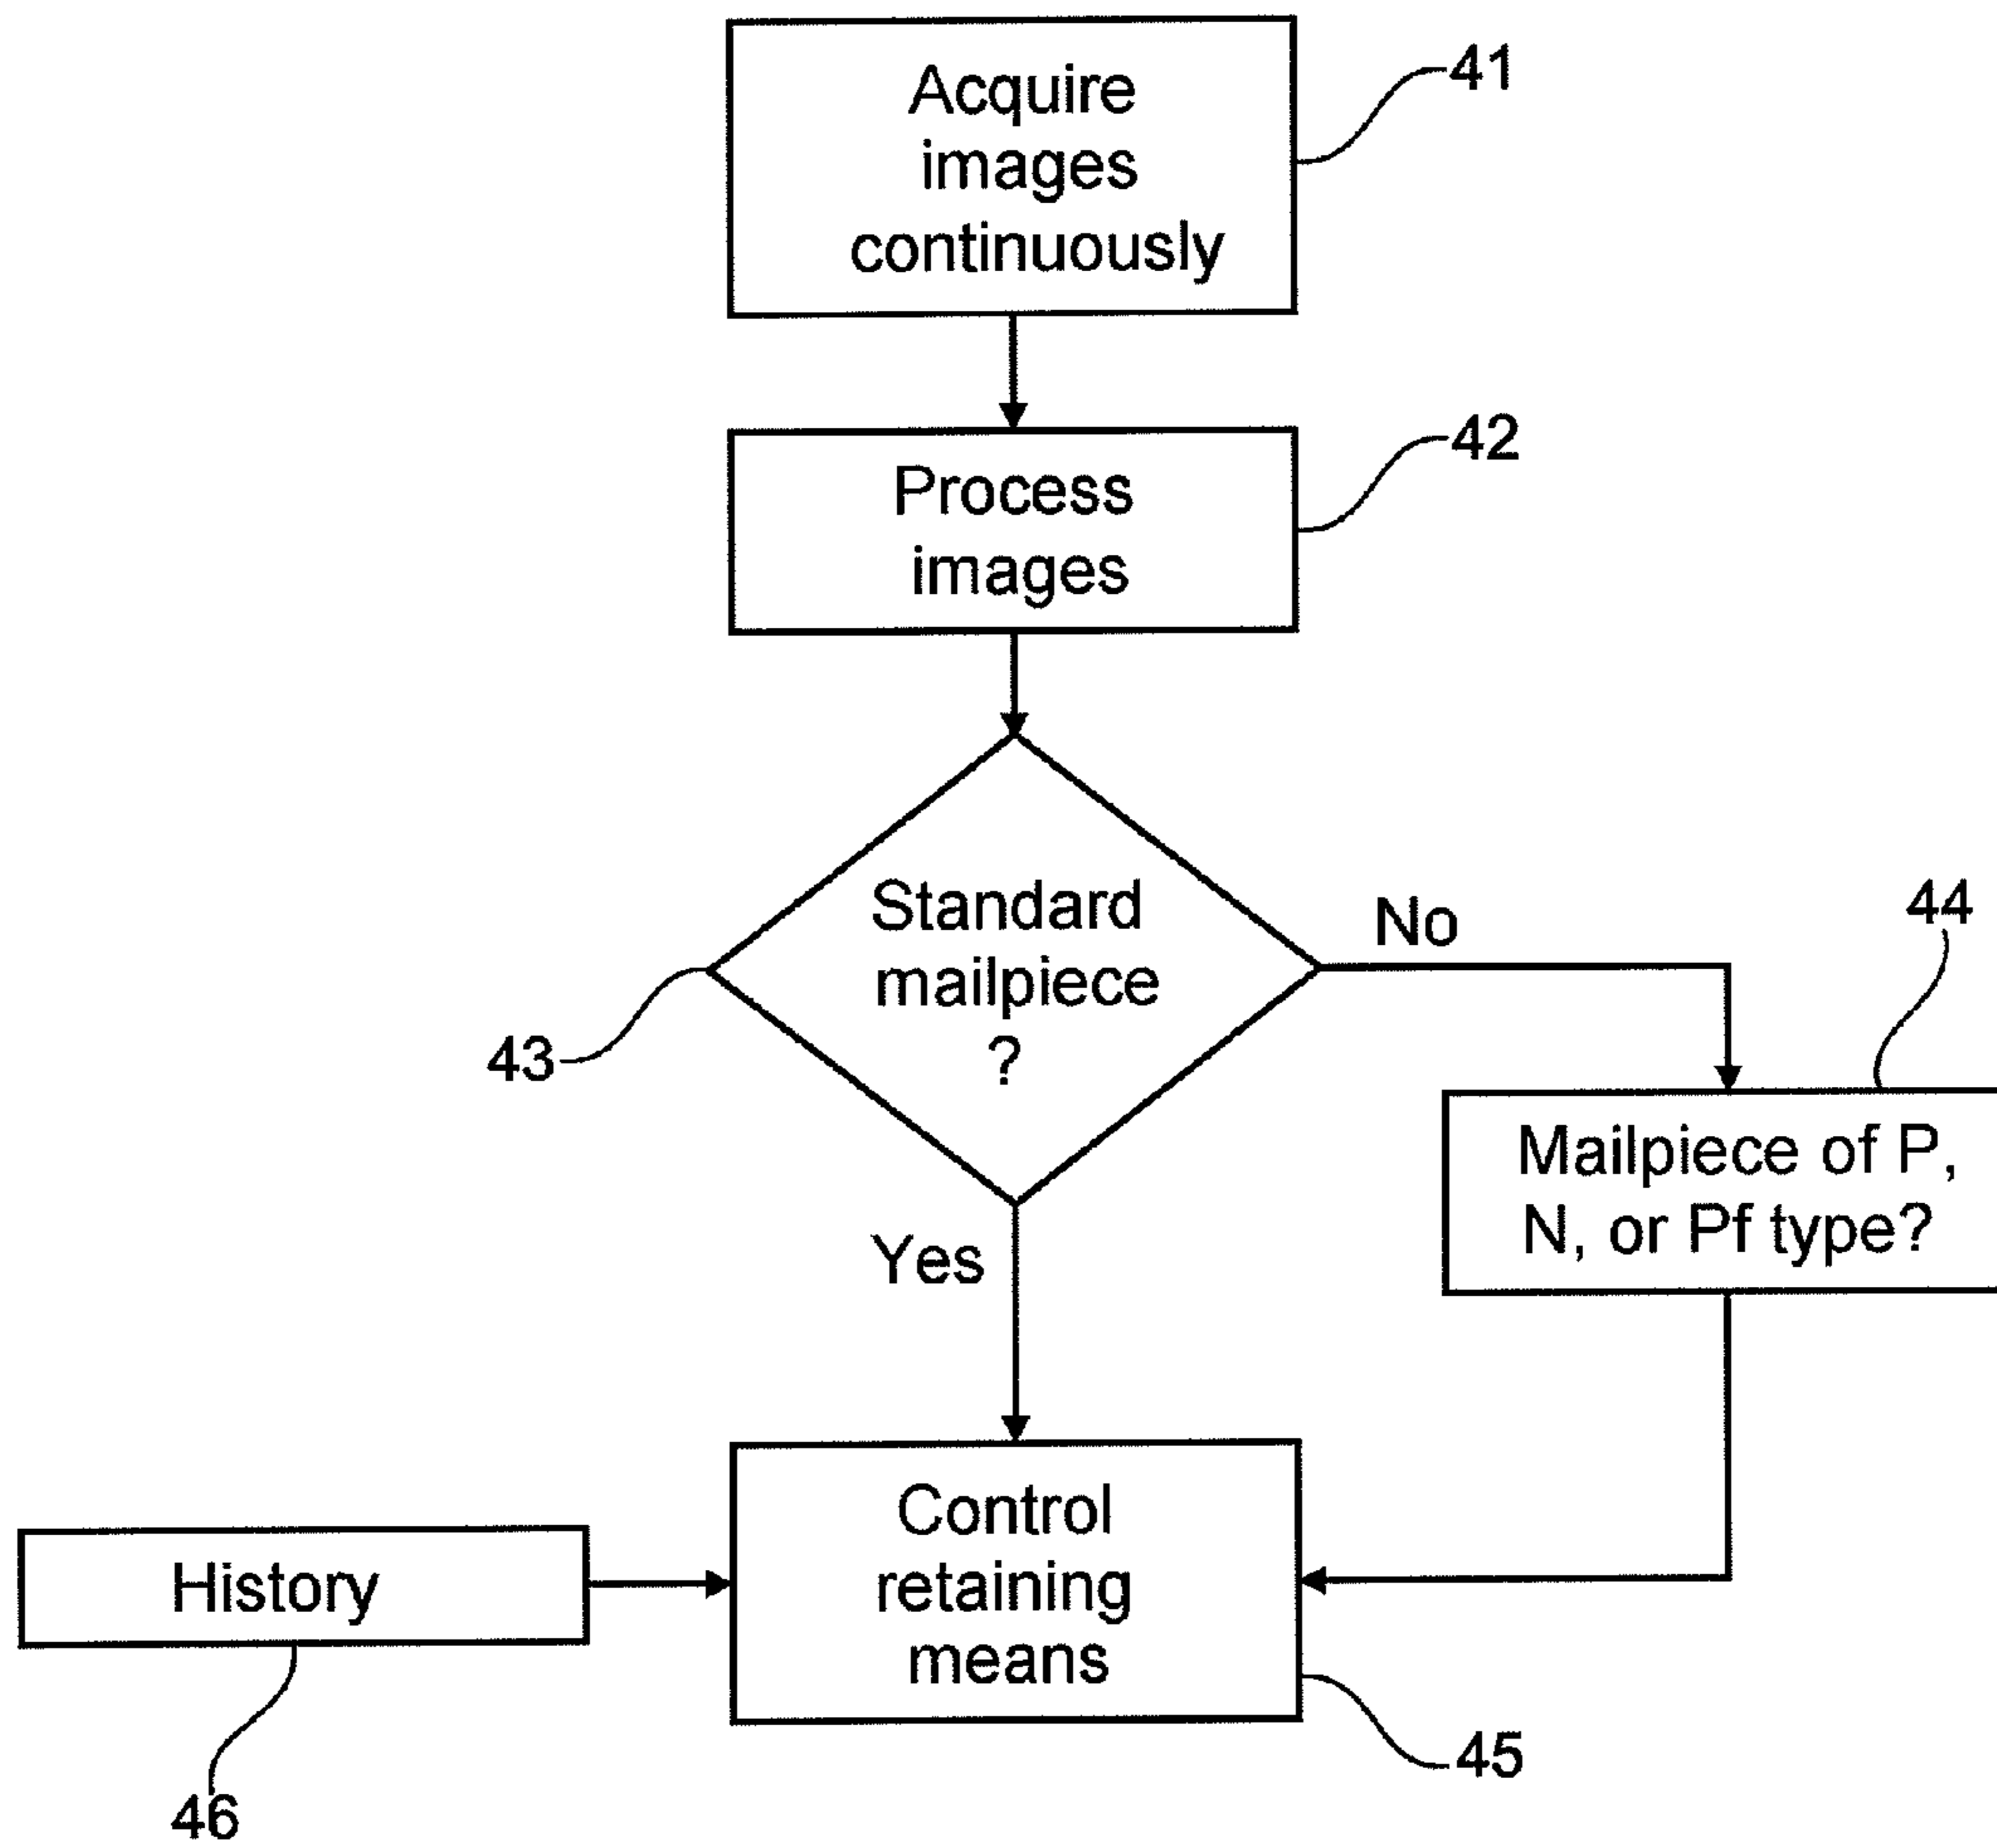 Acquire
images
continuously
41
Process
images
42
Standard
mailpiece
?
43
No
44
Mailpiece of P,
N, or Pf type?
Yes
History
46
Control
retaining
means
45